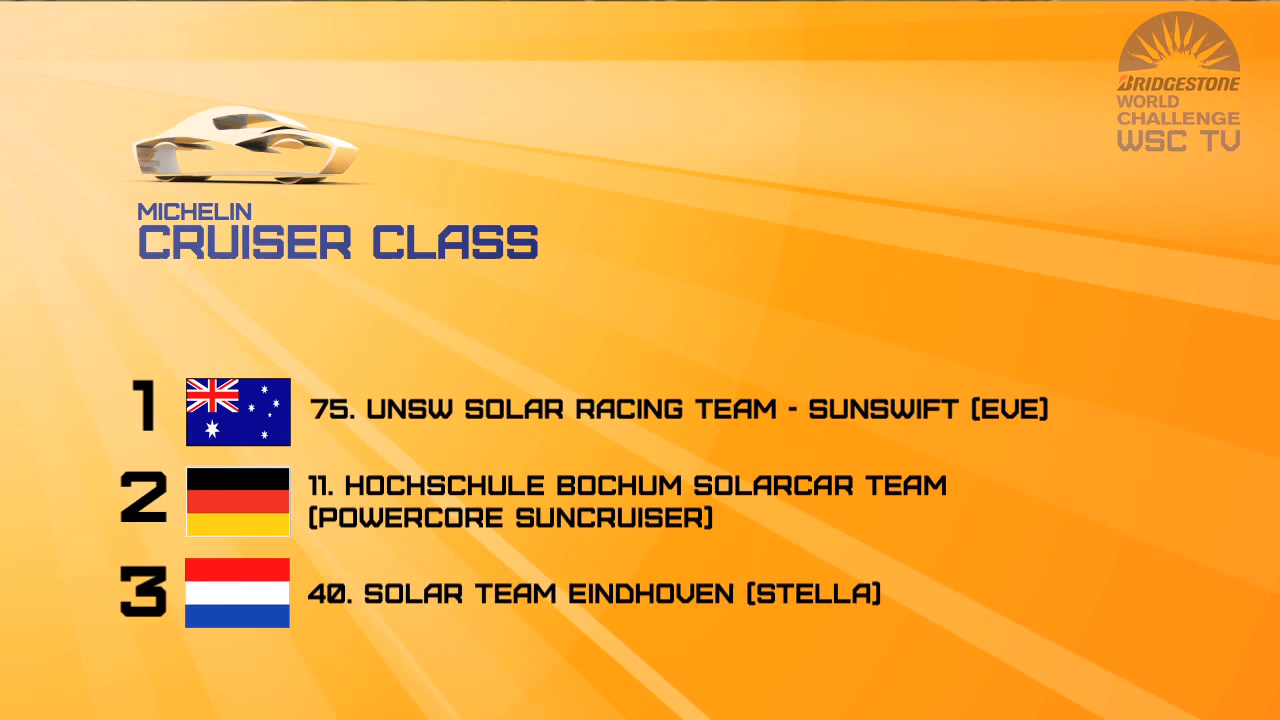 BRIDGESTONE
WORLD
CHALLENGE
WSC TV
MICHELIN
CRUISER CLASS
1 75. UNSW SOLAR RACING TEAM - SUNSWIFT (EVE)
2 11. HOCHSCHULE BOCHUM SOLARCAR TEAM
(POWERCORE SUNCRUISER)
3 40. SOLAR TEAM EINDHOVEN (STELLA)